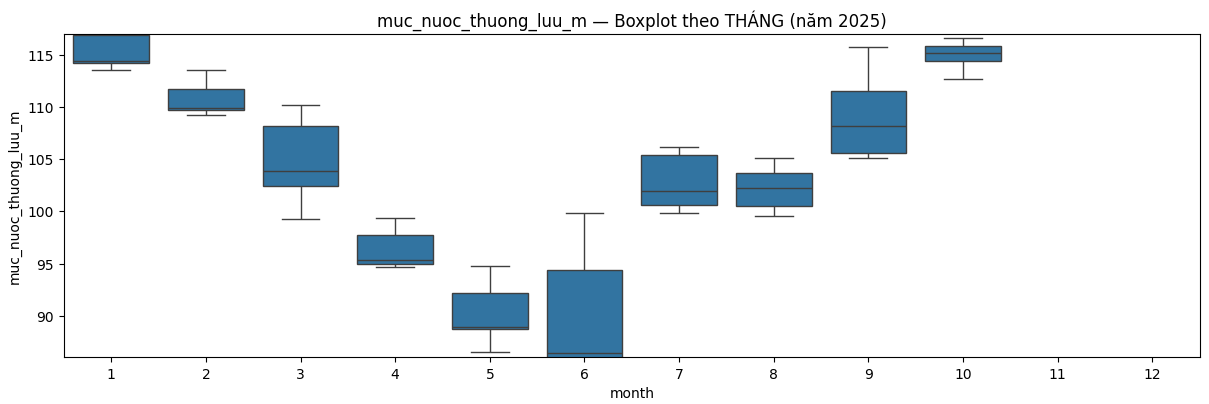 muc_nuoc_thuong_luu_m — Boxplot theo THÁNG (năm 2025)
muc_nuoc_thuong_luu_m
115
110
105
100
95
90
1 2 3 4 5 6 7 8 9 10 11 12
month